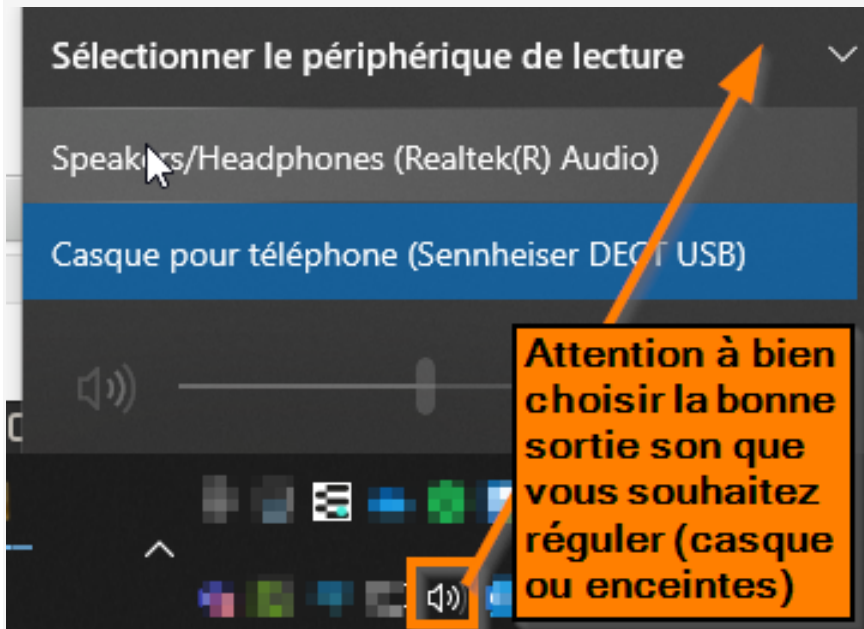 Sélectionner le périphérique de lecture
Speakers/Headphones (Realtek(R) Audio)
Casque pour téléphone (Sennheiser DECT USB)
Attention à bien
choisir la bonne
sortie son que
vous souhaitez
réguler (casque
ou enceintes)